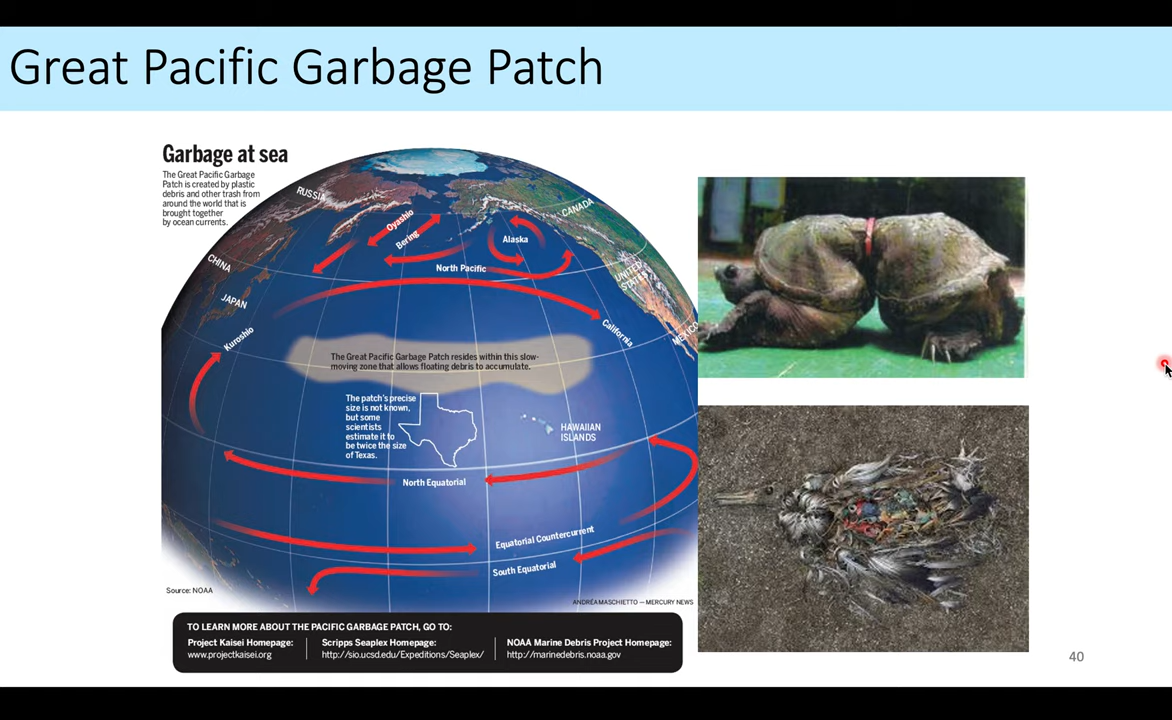 Great Pacific Garbage Patch
Garbage at sea
The Great Pacific Garbage
Patch is created by plastic
debris and other trash from
around the world that is
brought together
by ocean currents.
RUSSIA
CANADA
Oyashio
Bering
Alaska
North Pacific
UNITED
STATES
CHINA
JAPAN
Kuroshio
California
MEXICO
The Great Pacific Garbage Patch resides within this slow-
moving zone that allows floating debris to accumulate.
The patch's precise
size is not known,
but some
scientists
estimate it to
be twice the size
of Texas.
HAWAIIAN
ISLANDS
North Equatorial
Equatorial Countercurrent
South Equatorial
Source: NOAA
ANDRÉA MASCHIETTO — MERCURY NEWS
TO LEARN MORE ABOUT THE PACIFIC GARBAGE PATCH, GO TO:
Project Kaisei Homepage:
www.projectkaisei.org
Scripps Seaplex Homepage:
http://sio.ucsd.edu/Expeditions/Seaplex/
NOAA Marine Debris Project Homepage:
http://marinedebris.noaa.gov
40